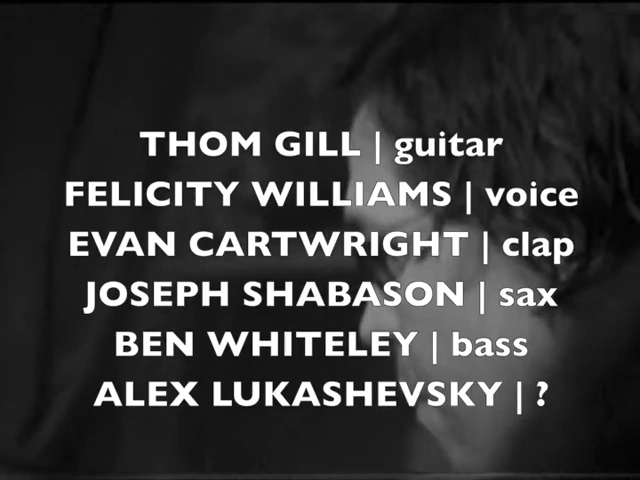 THOM GILL | guitar
FELICITY WILLIAMS | voice
EVAN CARTWRIGHT | clap
JOSEPH SHABASON | sax
BEN WHITELEY | bass
ALEX LUKASHEVSKY | ?